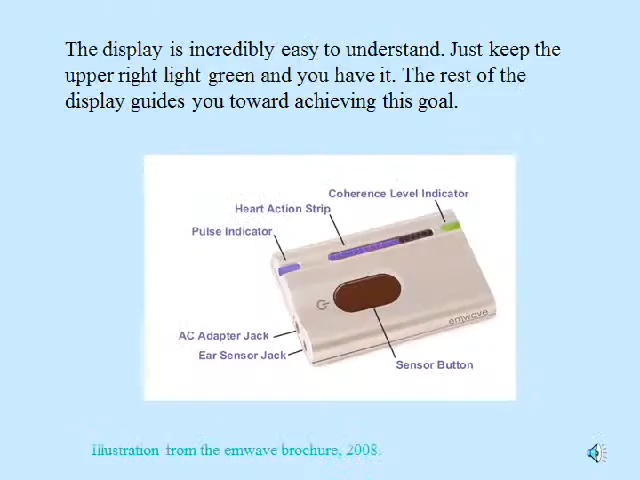 The display is incredibly easy to understand. Just keep the
upper right light green and you have it. The rest of the
display guides you toward achieving this goal.
Coherence Level Indicator
Heart Action Strip
Pulse Indicator
emwave
AC Adapter Jack
Ear Sensor Jack
Sensor Button
Illustration from the emwave brochure, 2008.